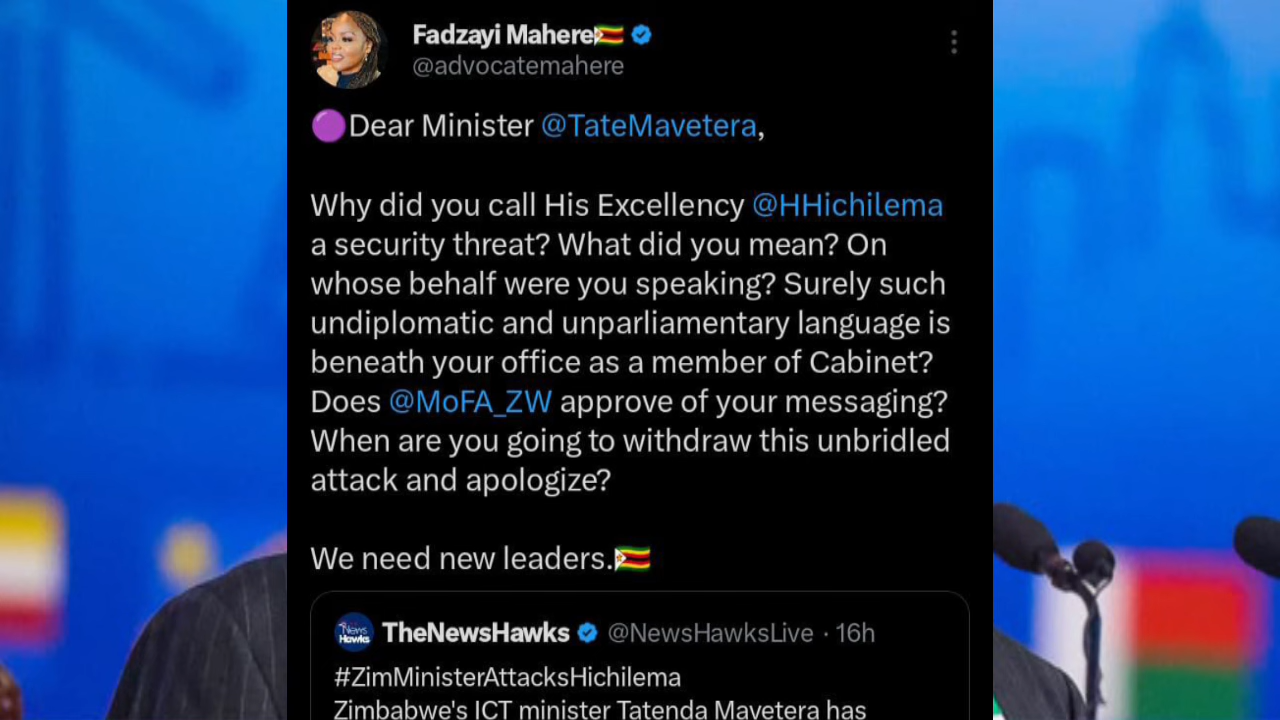 Fadzayi Mahere🇿🇼
@advocatemahere
🟣Dear Minister @TateMavetera,
Why did you call His Excellency @HHichilema
a security threat? What did you mean? On
whose behalf were you speaking? Surely such
undiplomatic and unparliamentary language is
beneath your office as a member of Cabinet?
Does @MoFA_ZW approve of your messaging?
When are you going to withdraw this unbridled
attack and apologize?
We need new leaders.🇿🇼
News Hawks
TheNewsHawks @NewsHawksLive · 16h
#ZimMinisterAttacksHichilema
Zimbabwe's ICT minister Tatenda Mavetera has